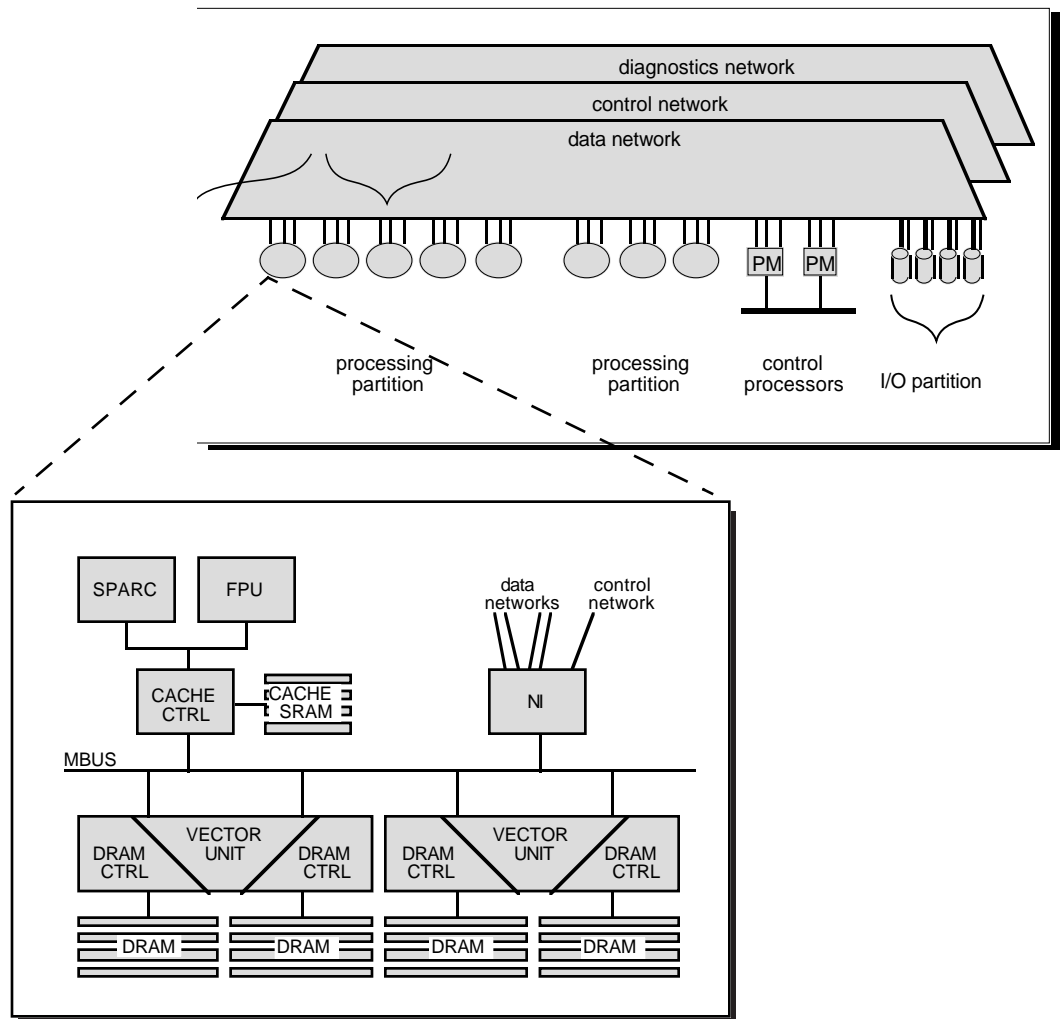 diagnostics network
control network
data network
PM PM
processing
partition
processing
partition
control
processors
I/O partition
SPARC
FPU
data
networks
control
network
CACHE
CTRL
CACHE
SRAM
NI
MBUS
DRAM
CTRL
VECTOR
UNIT
DRAM
CTRL
DRAM
CTRL
VECTOR
UNIT
DRAM
CTRL
DRAM
DRAM
DRAM
DRAM